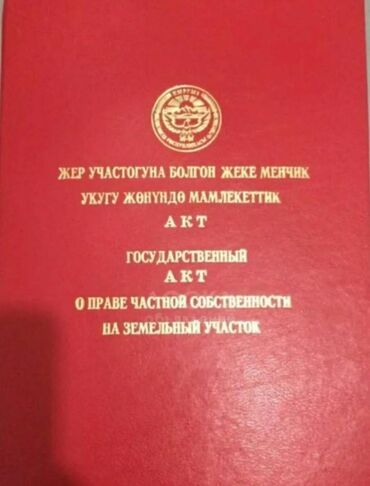 ЖЕР УЧАСТОГУНА БОЛГОН ЖЕКЕ МЕНЧИК
УКУГУ ЖӨНҮНДӨ МАМЛЕКЕТТИК
АКТ
ГОСУДАРСТВЕННЫЙ
АКТ
О ПРАВЕ ЧАСТНОЙ СОБСТВЕННОСТИ
НА ЗЕМЕЛЬНЫЙ УЧАСТОК